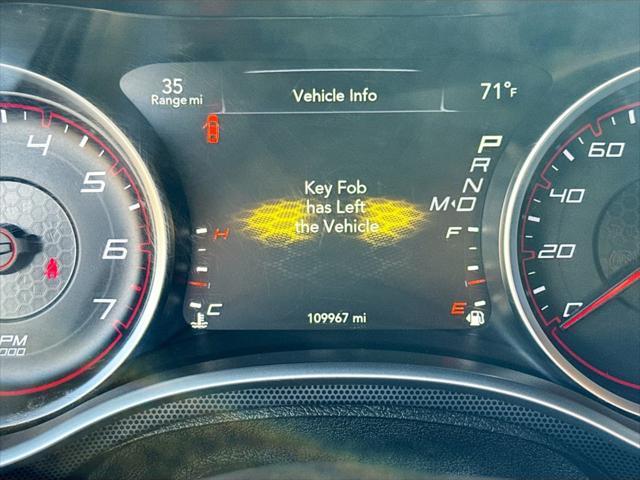 35
Range mi
Vehicle Info
71°F
Key Fob
has Left
the Vehicle
P
R
N
M◄D
H
C
F
E
109967 mi
4
5
6
7
PM
000
60
40
20
0